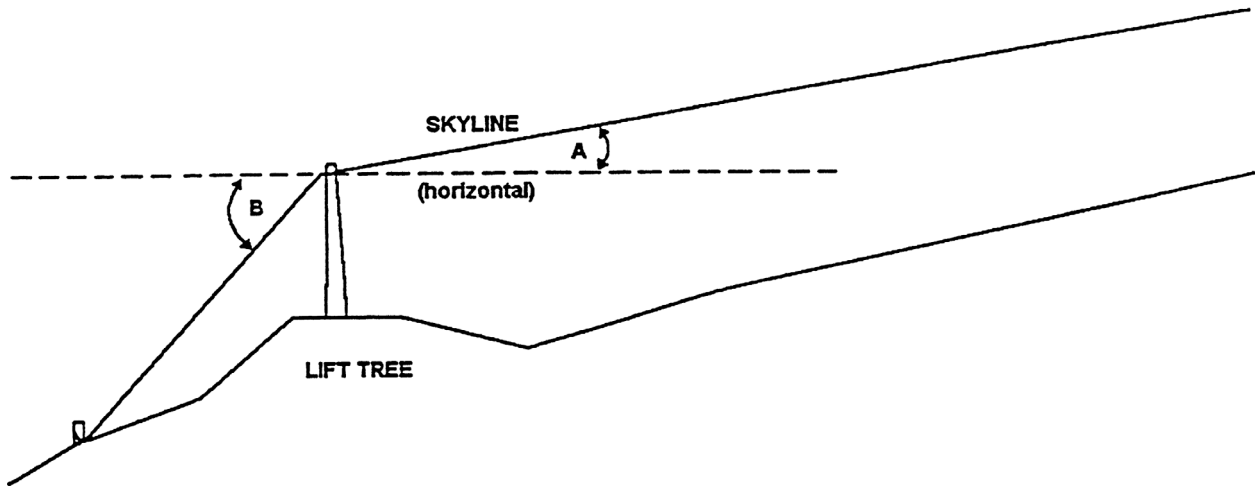 SKYLINE
A
(horizontal)
B
LIFT TREE